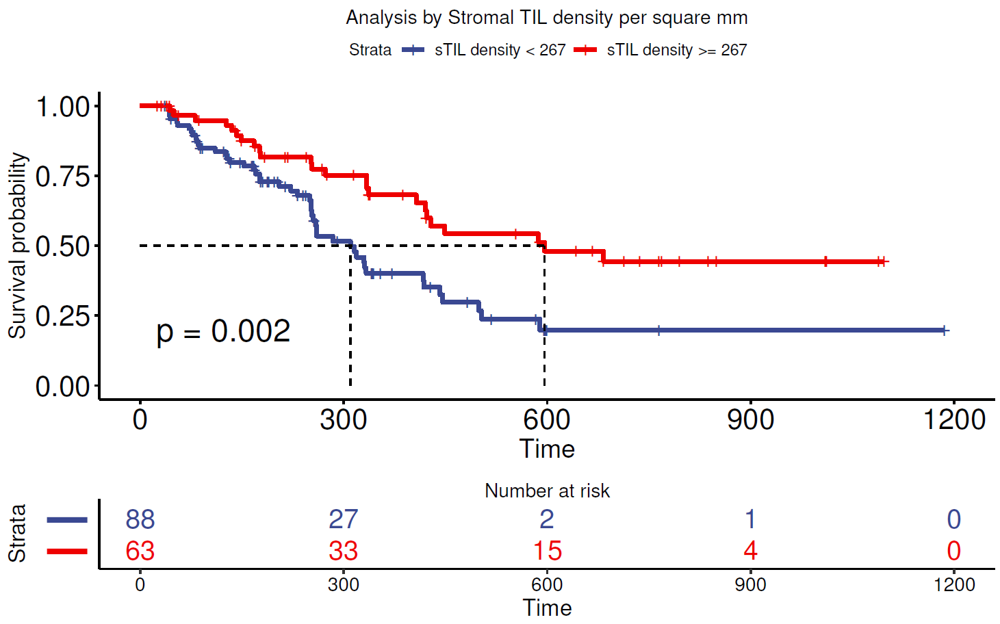 Analysis by Stromal TIL density per square mm
Strata sTIL density < 267 sTIL density >= 267
Survival probability
1.00
0.75
0.50
0.25
0.00
p = 0.002
0 300 600 900 1200
Time
Number at risk
Strata
88 27 2 1 0
63 33 15 4 0
0 300 600 900 1200
Time